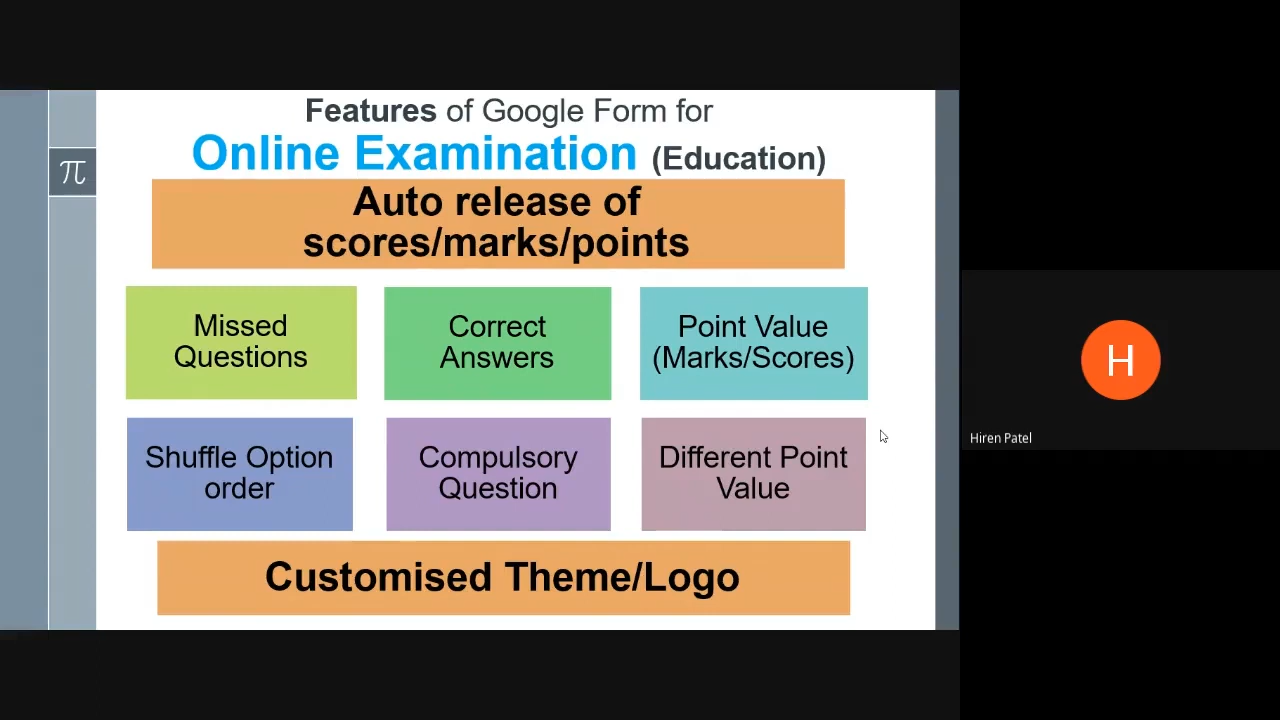 Features of Google Form for
Online Examination (Education)
π
Auto release of
scores/marks/points
Missed
Questions
Correct
Answers
Point Value
(Marks/Scores)
Shuffle Option
order
Compulsory
Question
Different Point
Value
Customised Theme/Logo
H
Hiren Patel